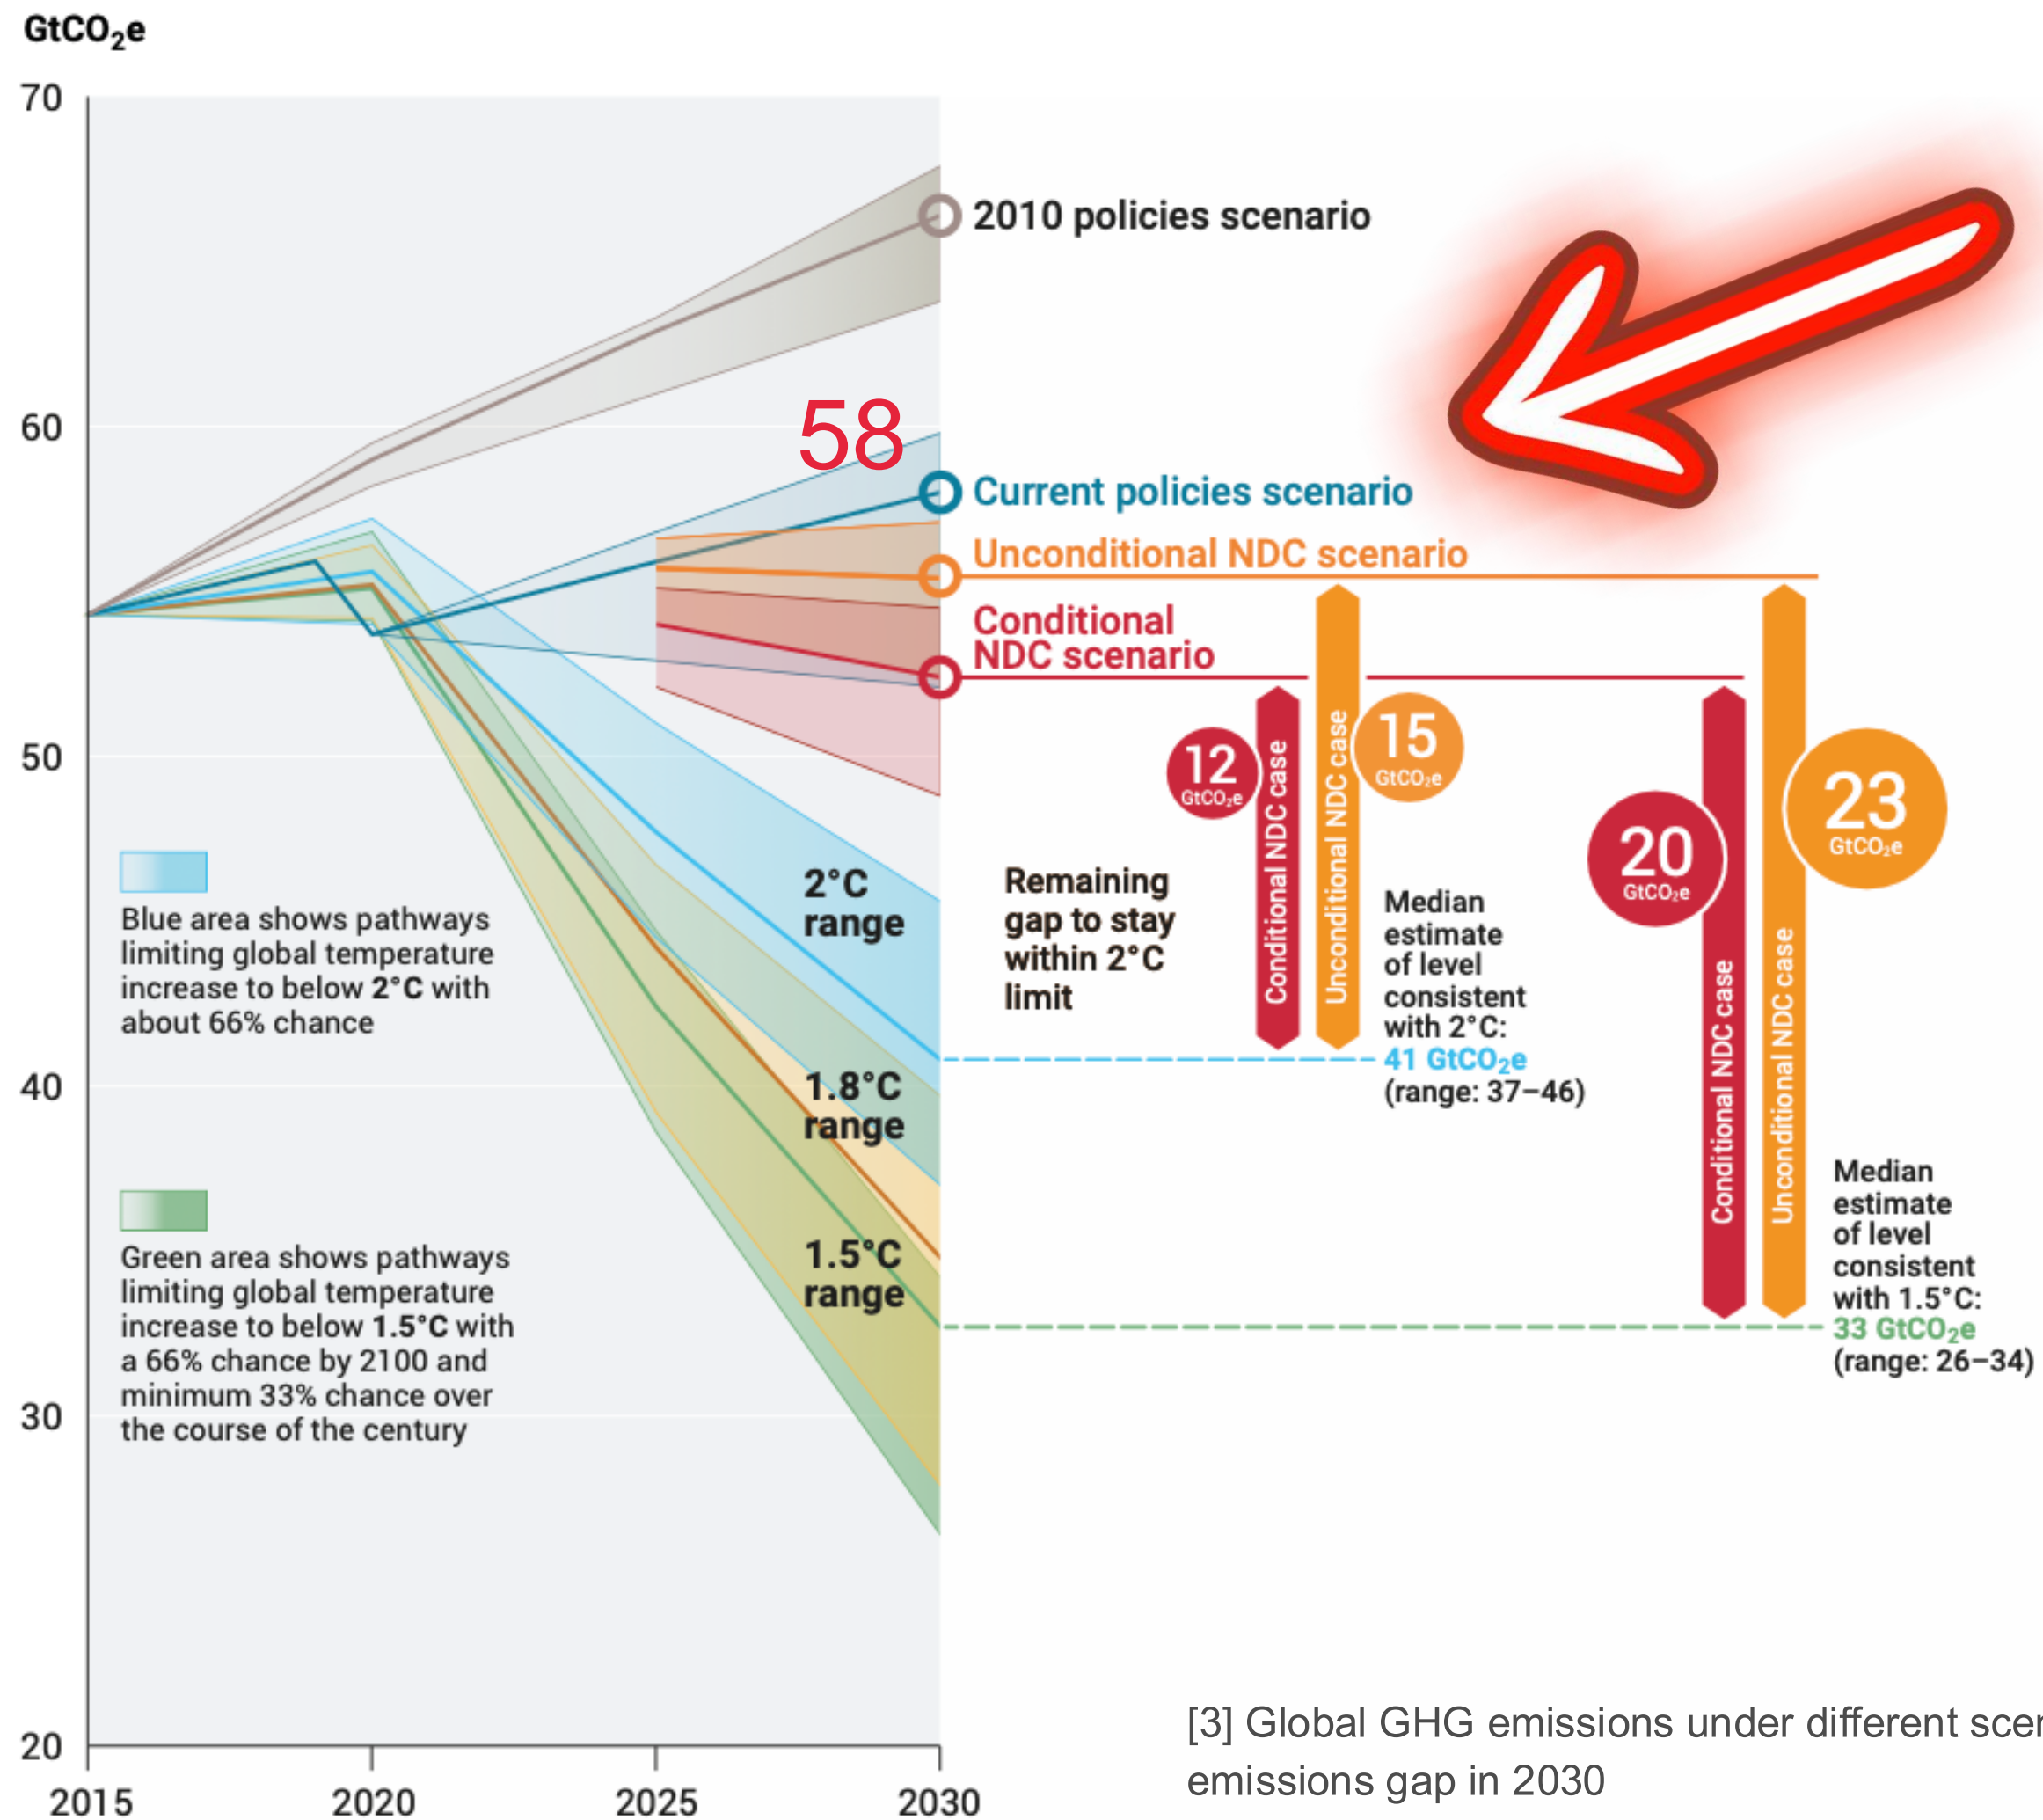 GtCO₂e
70
60
50
40
30
20
2015
2020
2025
2030
2010 policies scenario
58
Current policies scenario
Unconditional NDC scenario
Conditional
NDC scenario
12
GtCO₂e
Conditional NDC case
Unconditional NDC case
15
GtCO₂e
20
GtCO₂e
Conditional NDC case
Unconditional NDC case
23
GtCO₂e
Blue area shows pathways
limiting global temperature
increase to below 2°C with
about 66% chance
Green area shows pathways
limiting global temperature
increase to below 1.5°C with
a 66% chance by 2100 and
minimum 33% chance over
the course of the century
2°C
range
1.8°C
range
1.5°C
range
Remaining
gap to stay
within 2°C
limit
Median
estimate
of level
consistent
with 2°C:
41 GtCO₂e
(range: 37–46)
Median
estimate
of level
consistent
with 1.5°C:
33 GtCO₂e
(range: 26–34)
[3] Global GHG emissions under different
emissions gap in 2030